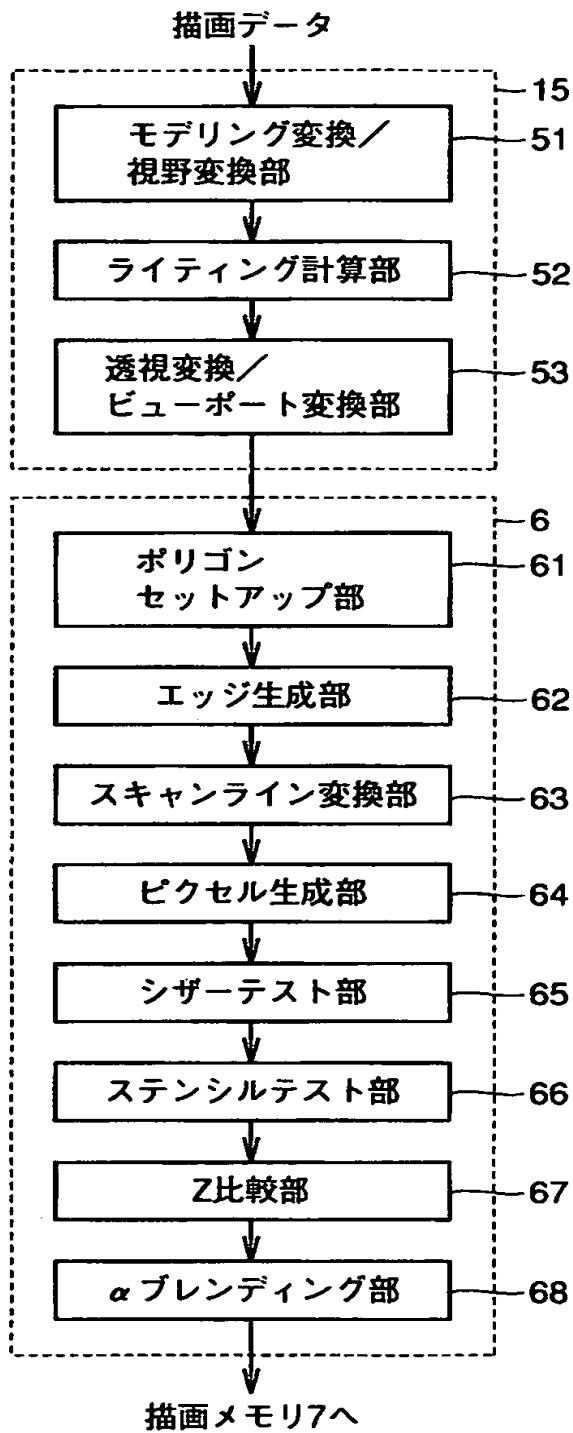 描画データ
15
モデリング変換／
視野変換部
51
ライティング計算部
52
透視変換／
ビューポート変換部
53
6
ポリゴン
セットアップ部
61
エッジ生成部
62
スキャンライン変換部
63
ピクセル生成部
64
シザーテスト部
65
ステンシルテスト部
66
Z比較部
67
αブレンディング部
68
描画メモリ7へ